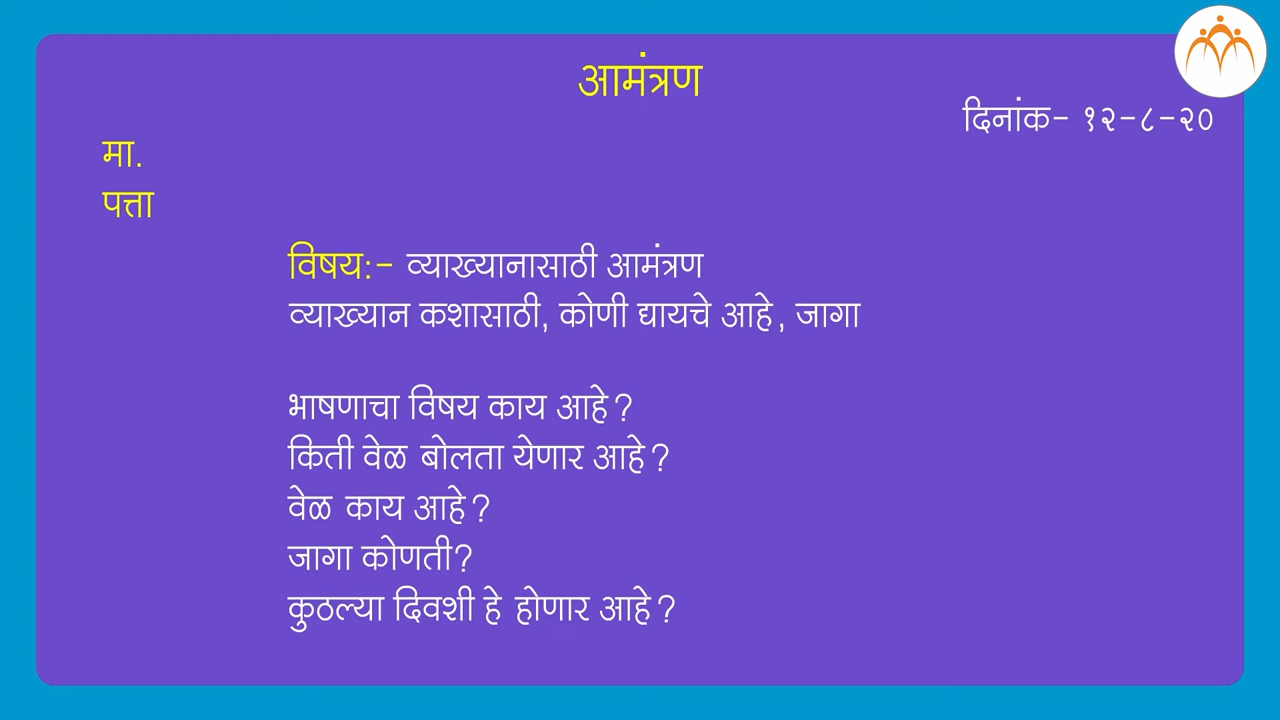 आमंत्रण
दिनांक- १२-८-२०
मा.
पत्ता
विषय:- व्याख्यानासाठी आमंत्रण
व्याख्यान कशासाठी, कोणी द्यायचे आहे, जागा
भाषणाचा विषय काय आहे?
किती वेळ बोलता येणार आहे?
वेळ काय आहे?
जागा कोणती?
कुठल्या दिवशी हे होणार आहे?